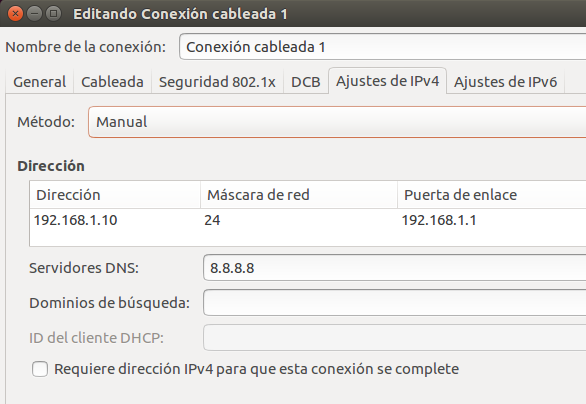 Editando Conexión cableada 1
Nombre de la conexión: Conexión cableada 1
General Cableada Seguridad 802.1x DCB Ajustes de IPv4 Ajustes de IPv6
Método: Manual
Dirección
Dirección Máscara de red Puerta de enlace
192.168.1.10 24 192.168.1.1
Servidores DNS: 8.8.8.8
Dominios de búsqueda:
ID del cliente DHCP:
Requiere dirección IPv4 para que esta conexión se complete